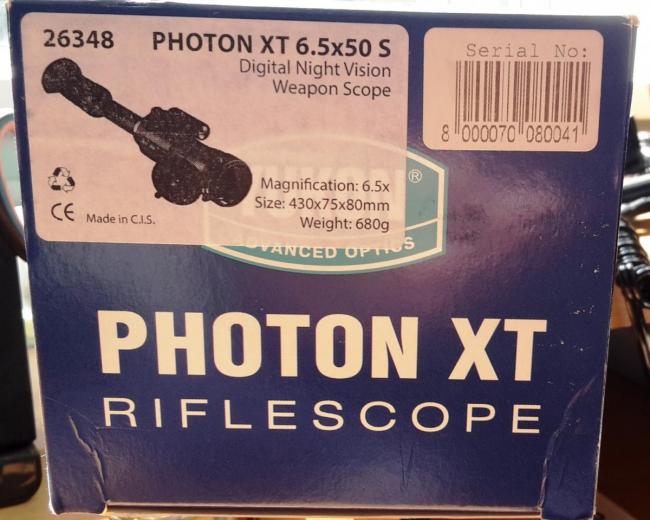 26348 PHOTON XT 6.5x50 S
Digital Night Vision
Weapon Scope
Magnification: 6.5x
Size: 430x75x80mm
Weight: 680g
CE Made in C.I.S.
Serial No:
8 000070 080041
®
ADVANCED OPTICS
PHOTON XT
RIFLESCOPE